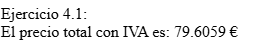 Ejercicio 4.1:
El precio total con IVA es: 79.6059 €